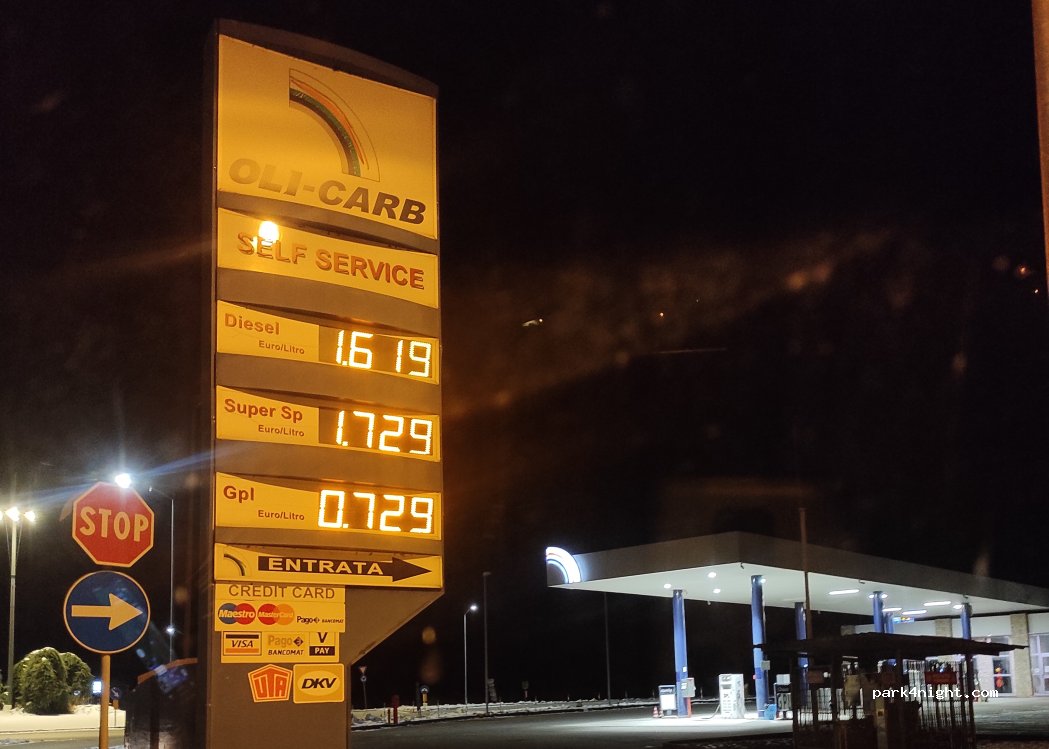 OLI-CARB
SELF SERVICE
Diesel
Euro/Litro
1.619
Super Sp
Euro/Litro
1.729
Gpl
Euro/Litro
0.729
ENTRATA
CREDIT CARD
Maestro MasterCard Pago BANCOMAT
VISA Pago BANCOMAT V PAY
UTA DKV
STOP
park4night.com